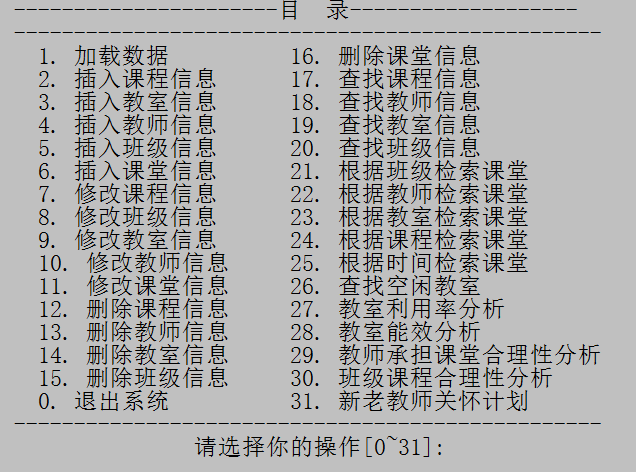 ----------------------目  录-------------------
-------------------------------------------------
1. 加载数据 16. 删除课堂信息
2. 插入课程信息 17. 查找课程信息
3. 插入教室信息 18. 查找教师信息
4. 插入教师信息 19. 查找教室信息
5. 插入班级信息 20. 查找班级信息
6. 插入课堂信息 21. 根据班级检索课堂
7. 修改课程信息 22. 根据教师检索课堂
8. 修改班级信息 23. 根据教室检索课堂
9. 修改教室信息 24. 根据课程检索课堂
10. 修改教师信息 25. 根据时间检索课堂
11. 修改课堂信息 26. 查找空闲教室
12. 删除课程信息 27. 教室利用率分析
13. 删除教师信息 28. 教室能效分析
14. 删除教室信息 29. 教师承担课堂合理性分析
15. 删除班级信息 30. 班级课程合理性分析
0. 退出系统 31. 新老教师关怀计划
-------------------------------------------------
请选择你的操作[0~31]: